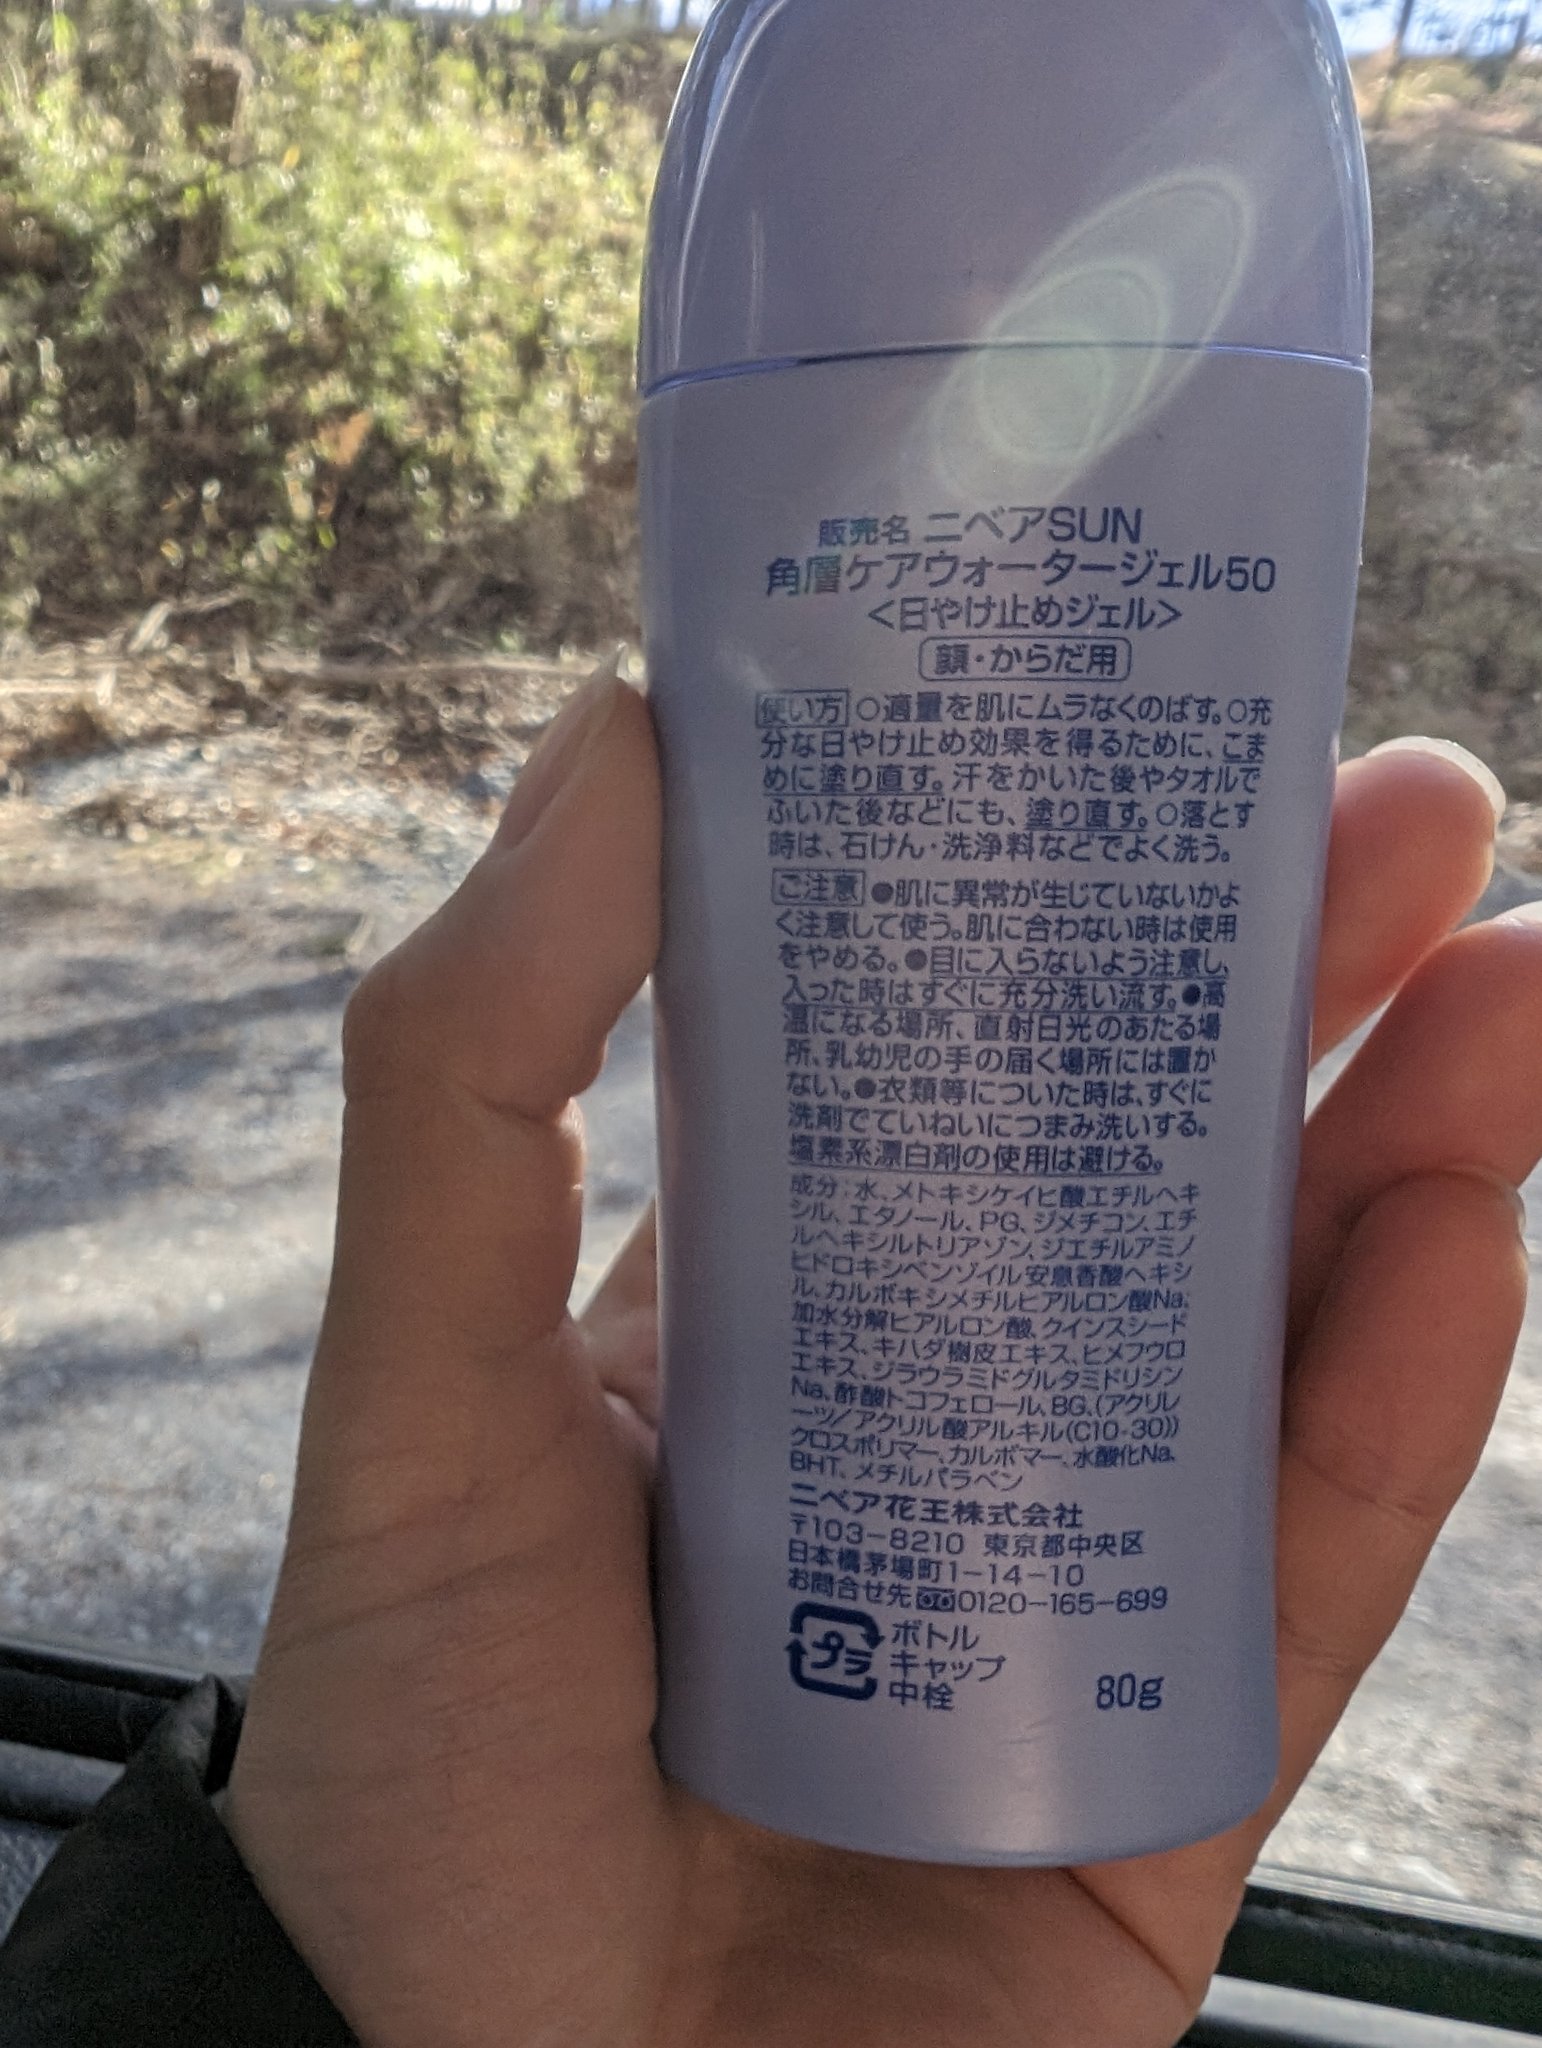 販売名 ニベアSUN
角層ケアウォータージェル50
<日やけ止めジェル>
顔・からだ用
使い方 ○適量を肌にムラなくのばす。○充
分な日やけ止め効果を得るために、こま
めに塗り直す。汗をかいた後やタオルで
ふいた後などにも、塗り直す。○落とす
時は、石けん・洗浄料などでよく洗う。
ご注意 ●肌に異常が生じていないかよ
く注意して使う。肌に合わない時は使用
をやめる。●目に入らないよう注意し、
入った時はすぐに充分洗い流す。●高
温になる場所、直射日光のあたる場
所、乳幼児の手の届く場所には置か
ない。●衣類等についた時は、すぐに
洗剤でていねいにつまみ洗いする。
塩素系漂白剤の使用は避ける。
成分:水、メトキシケイヒ酸エチルヘキ
シル、エタノール、PG、ジメチコン、エチ
ルヘキシルトリアゾン、ジエチルアミノ
ヒドロキシベンゾイル安息香酸ヘキシ
ル、カルボキシメチルヒアルロン酸Na、
加水分解ヒアルロン酸、クインスシード
エキス、キハダ樹皮エキス、ヒメフウロ
エキス、ジラウラミドグルタミドリシン
Na、酢酸トコフェロール、BG、(アクリレ
ーツ/アクリル酸アルキル(C10-30))
クロスポリマー、カルボマー、水酸化Na、
BHT、メチルパラベン
ニベア花王株式会社
〒103-8210 東京都中央区
日本橋茅場町1-14-10
お問合せ先 0120-165-699
プラ ボトル
キャップ
中栓
80g